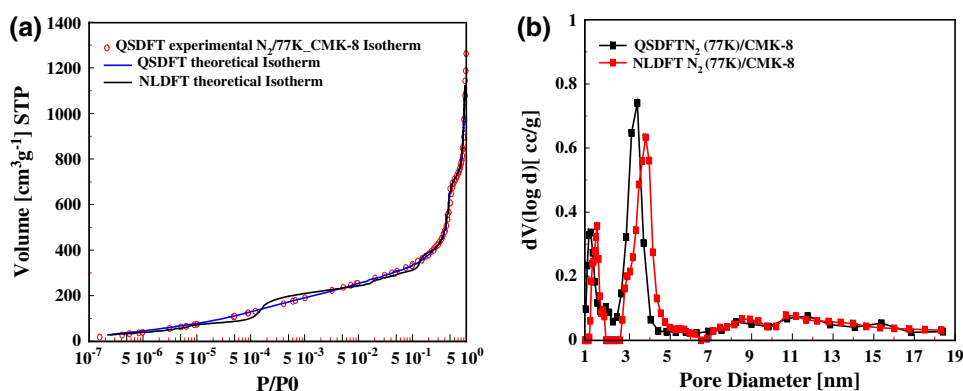 (a)
1400
1200
1000
800
600
400
200
0
Volume [cm³g⁻¹] STP
QSDFT experimental N₂/77K_CMK-8 Isotherm
QSDFT theoretical Isotherm
NLDFT theoretical Isotherm
10⁻⁷ 5 10⁻⁶ 5 10⁻⁵ 5 10⁻⁴ 5 10⁻³ 5 10⁻² 5 10⁻¹ 5 10⁰
P/P0
(b)
1
0.8
0.6
0.4
0.2
0
dV(log d)[ cc/g]
QSDFTN₂ (77K)/CMK-8
NLDFT N₂ (77K)/CMK-8
1 3 5 7 9 11 13 15 17 19
Pore Diameter [nm]